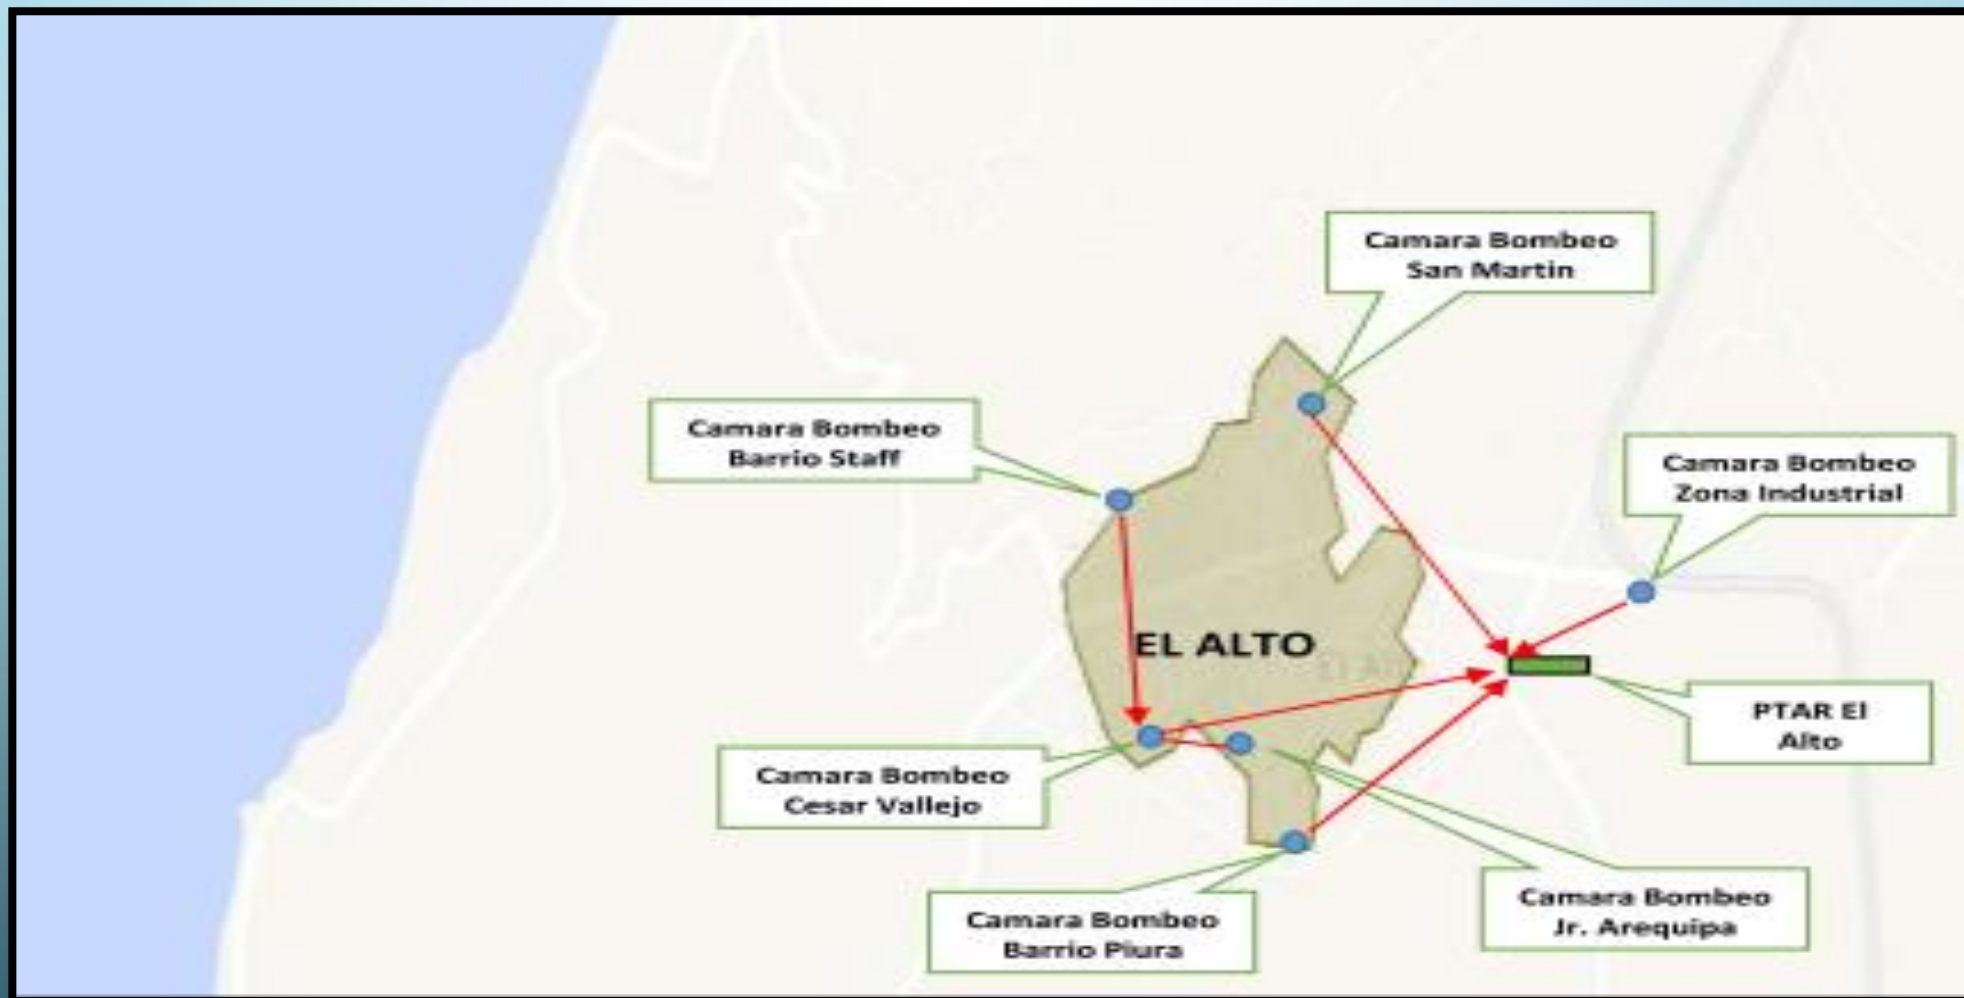 Camara Bombeo
San Martin
Camara Bombeo
Barrio Staff
Camara Bombeo
Zona Industrial
EL ALTO
PTAR El
Alto
Camara Bombeo
Cesar Vallejo
Camara Bombeo
Jr. Arequipa
Camara Bombeo
Barrio Piura